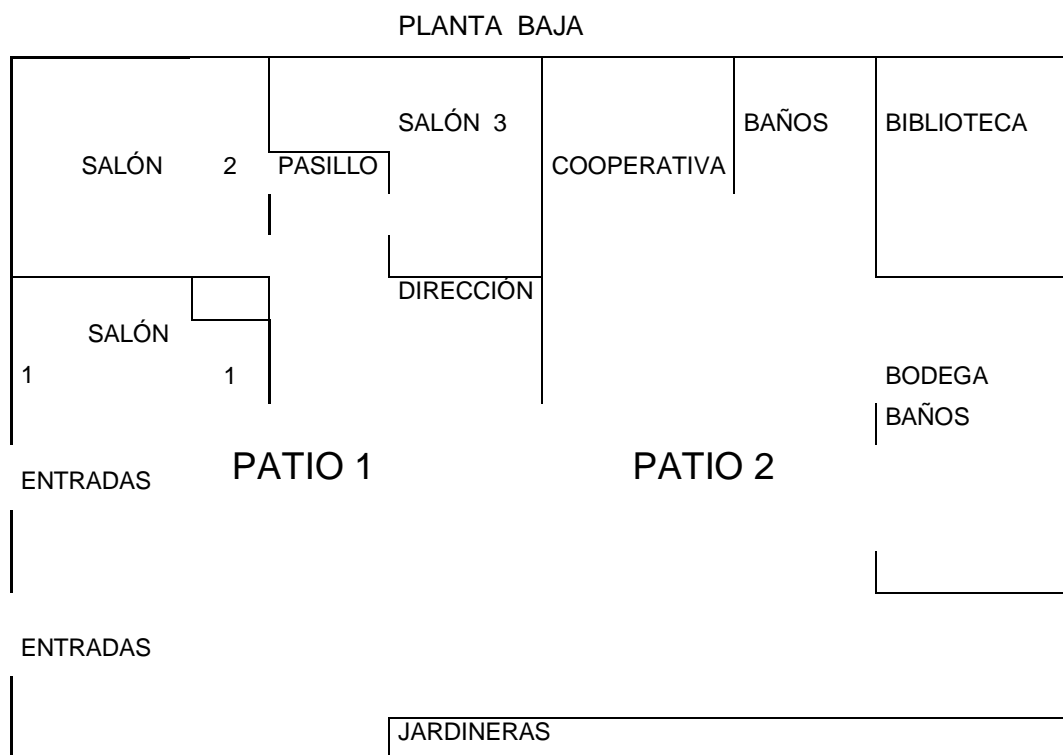 PLANTA BAJA
SALÓN 3 BAÑOS BIBLIOTECA
SALÓN 2 PASILLO COOPERATIVA
DIRECCIÓN
SALÓN
1 1 BODEGA
BAÑOS
PATIO 1 PATIO 2
ENTRADAS
ENTRADAS
JARDINERAS